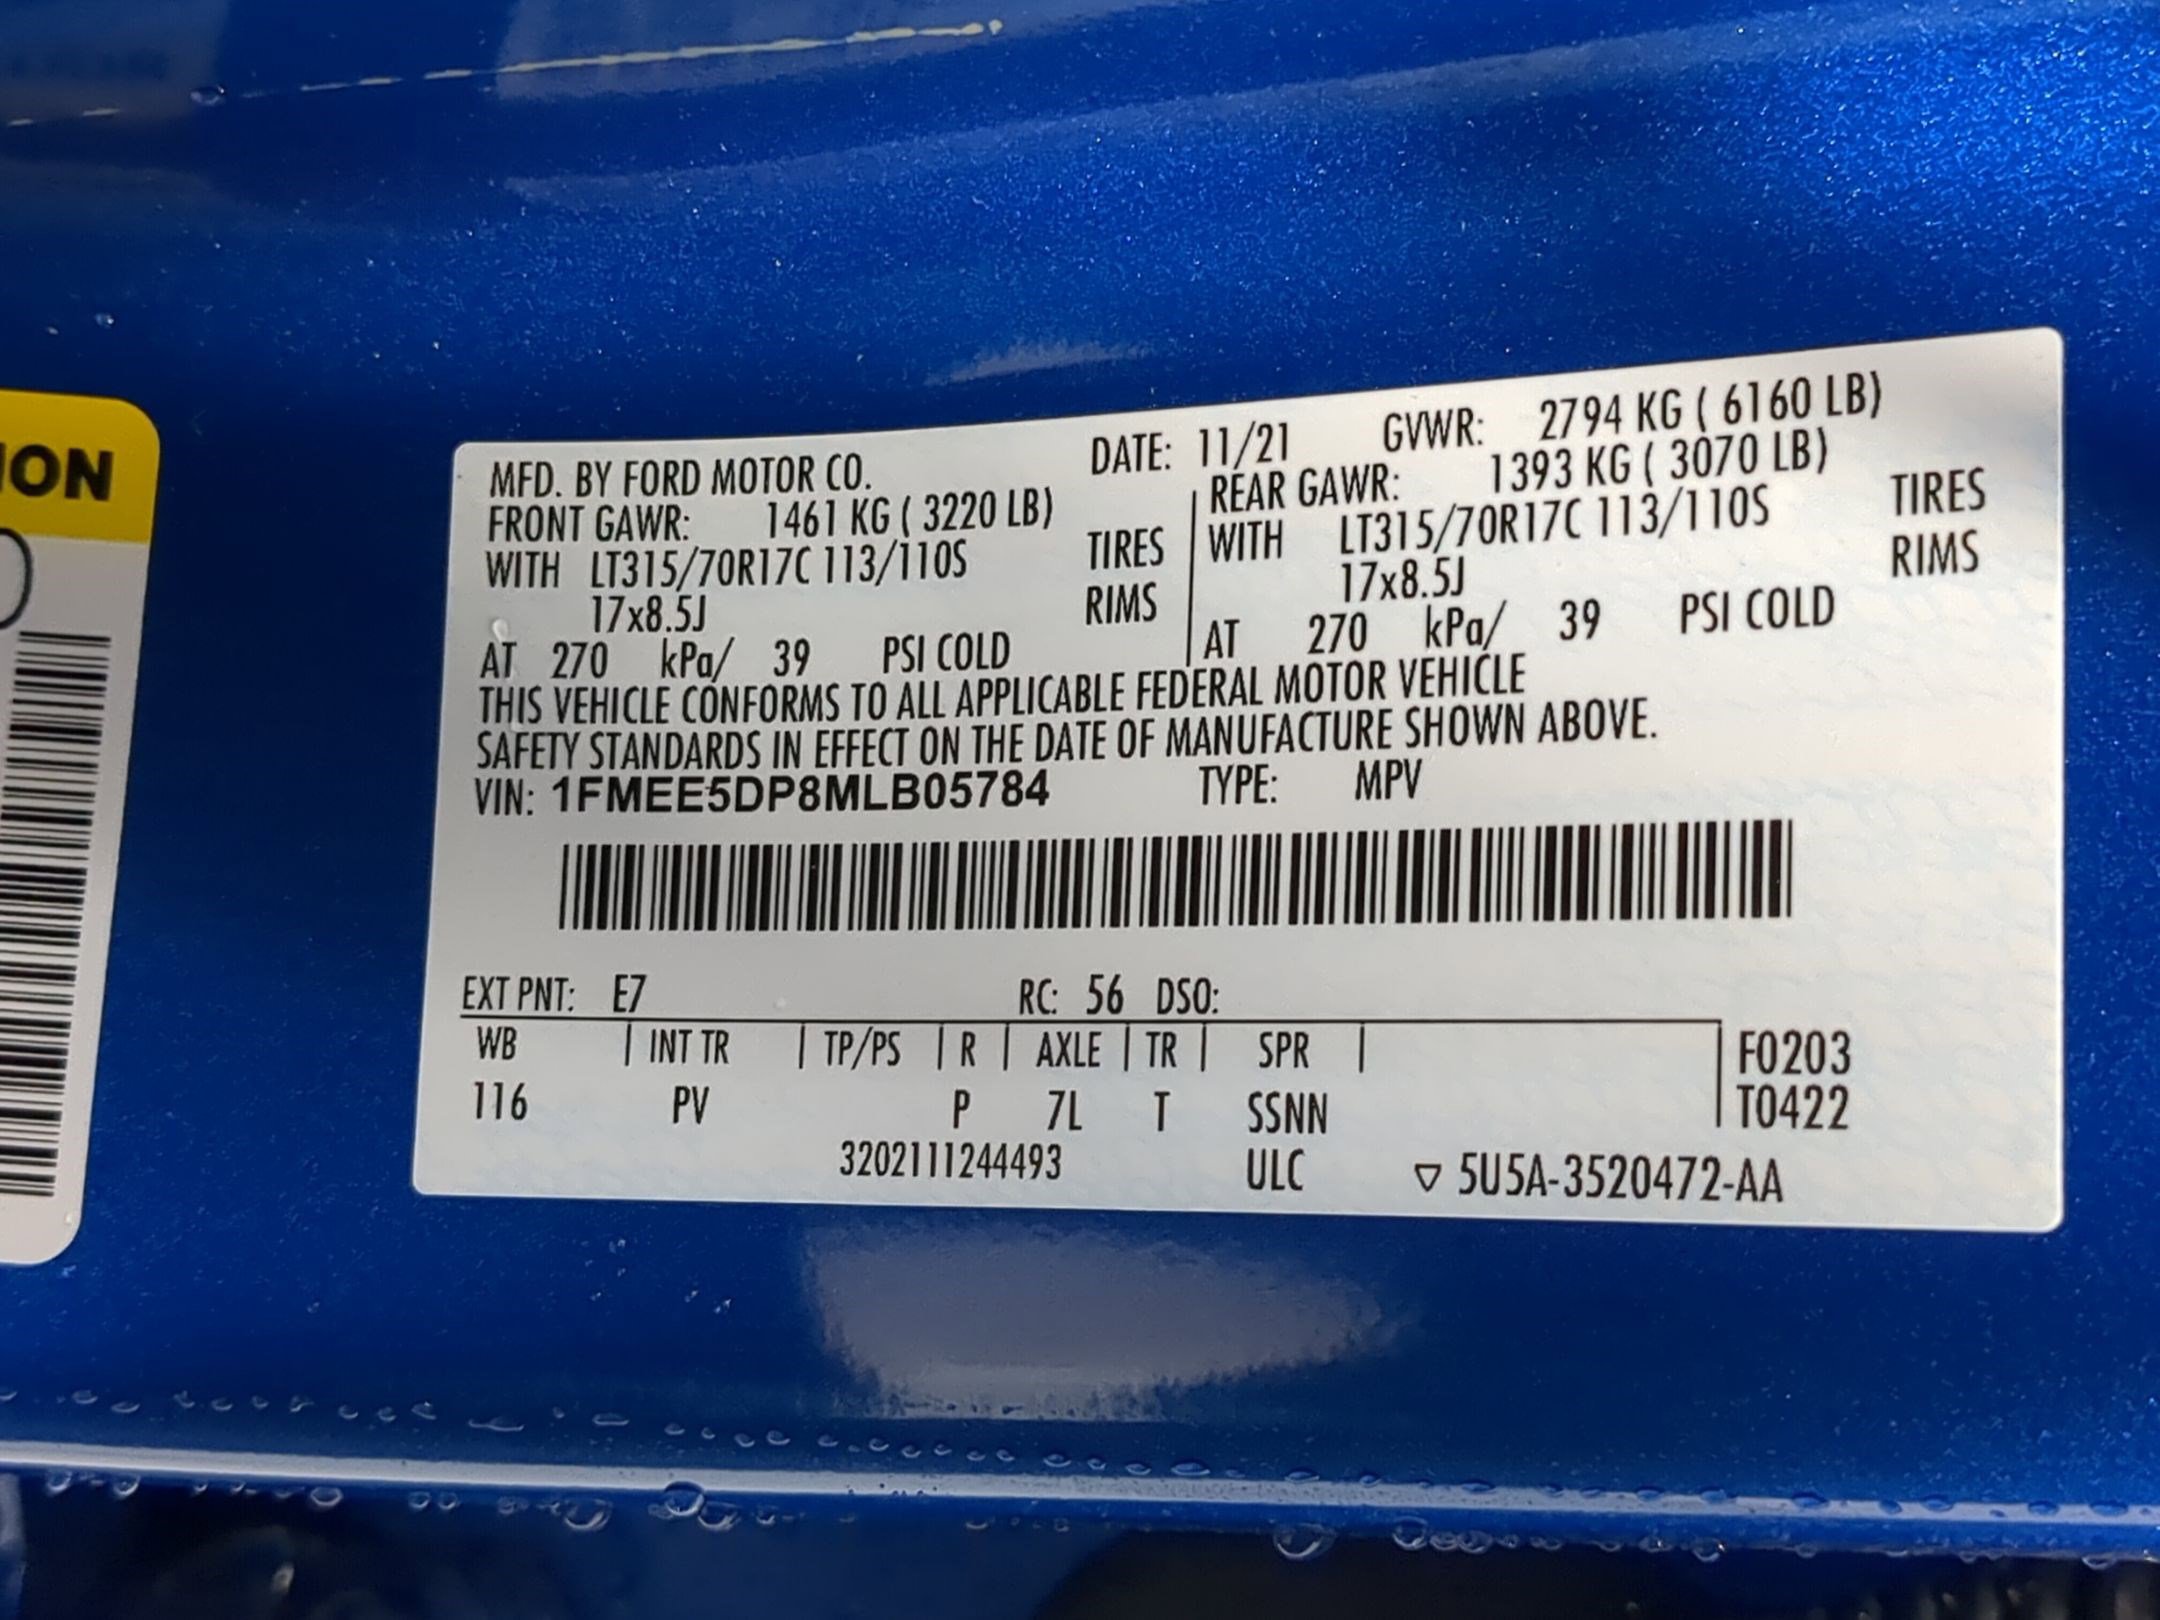 ION
MFD. BY FORD MOTOR CO. DATE: 11/21 GVWR: 2794 KG ( 6160 LB)
FRONT GAWR: 1461 KG ( 3220 LB) REAR GAWR: 1393 KG ( 3070 LB)
WITH LT315/70R17C 113/110S TIRES WITH LT315/70R17C 113/110S TIRES
17x8.5J RIMS 17x8.5J RIMS
AT 270 kPa/ 39 PSI COLD AT 270 kPa/ 39 PSI COLD
THIS VEHICLE CONFORMS TO ALL APPLICABLE FEDERAL MOTOR VEHICLE
SAFETY STANDARDS IN EFFECT ON THE DATE OF MANUFACTURE SHOWN ABOVE.
VIN: 1FMEE5DP8MLB05784 TYPE: MPV
EXT PNT: E7 RC: 56 DSO:
WB INT TR TP/PS R AXLE TR SPR F0203
116 PV P 7L T SSNN T0422
3202111244493 ULC ▽ 5U5A-3520472-AA